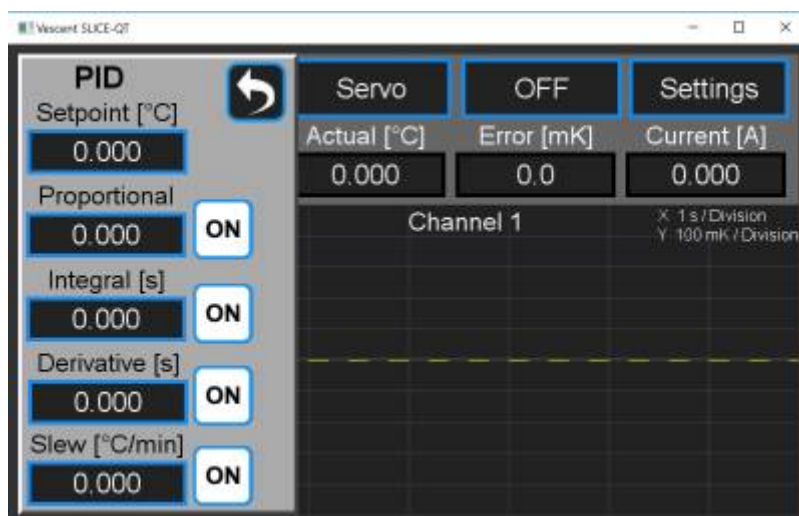 Vescent SLICE-QT
PID
Setpoint [°C]
0.000
Proportional
0.000 ON
Integral [s]
0.000 ON
Derivative [s]
0.000 ON
Slew [°C/min]
0.000 ON
Servo OFF Settings
Actual [°C] Error [mK] Current [A]
0.000 0.0 0.000
Channel 1
X 1 s / Division
Y 100 mK / Division